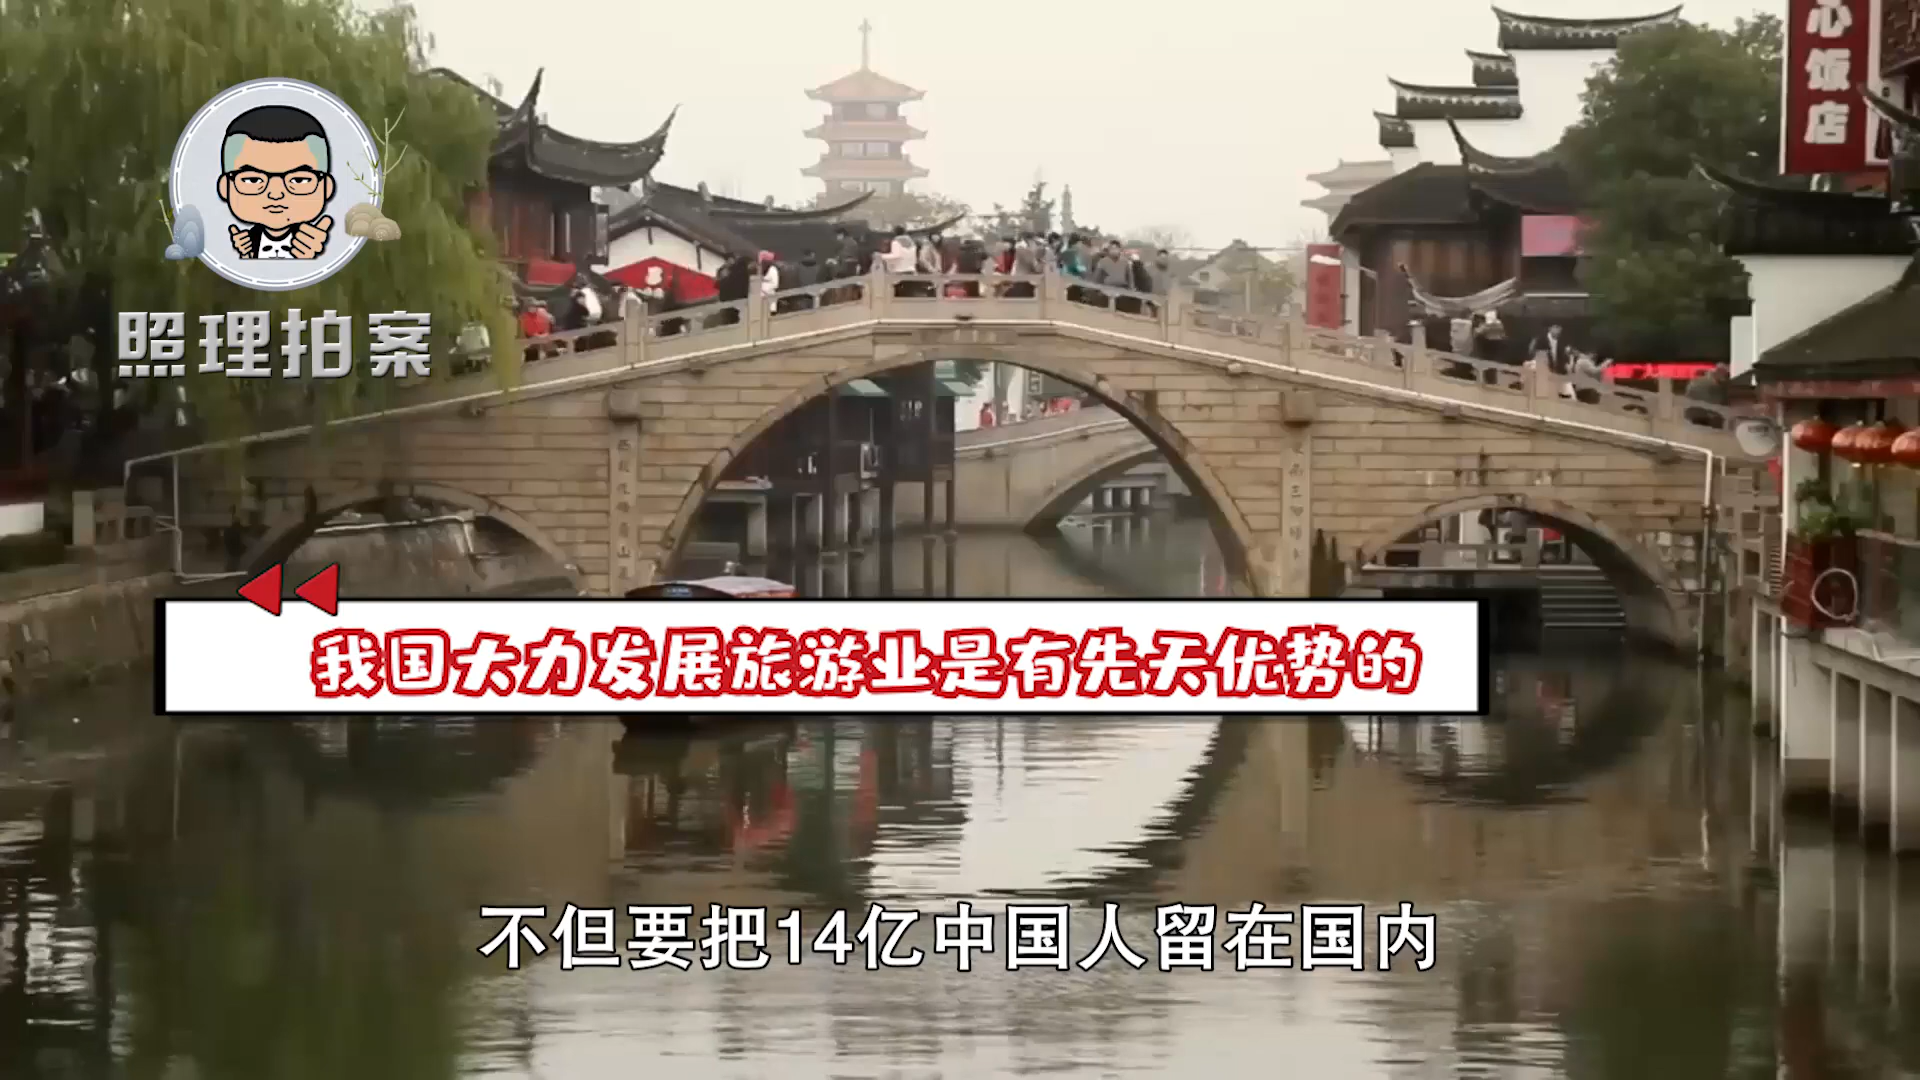 心饭店
照理拍案
我国大力发展旅游业是有先天优势的
不但要把14亿中国人留在国内